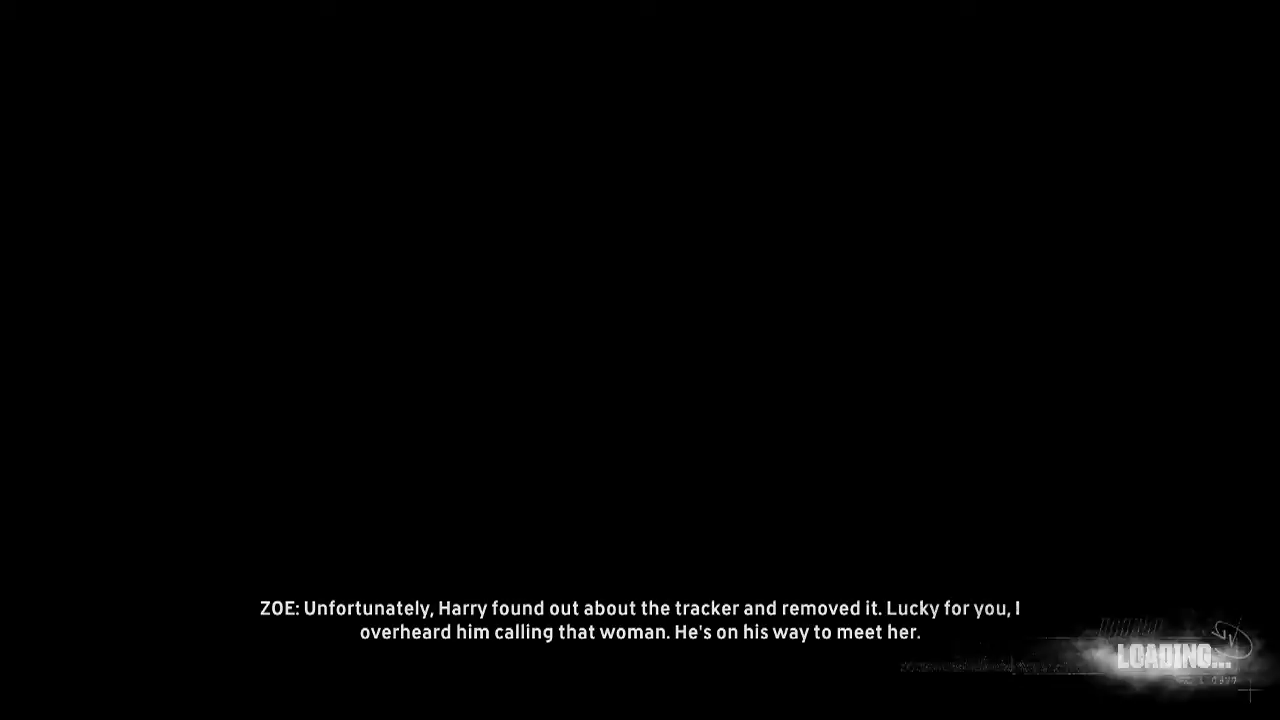 ZOE: Unfortunately, Harry found out about the tracker and removed it. Lucky for you, I
overheard him calling that woman. He's on his way to meet her.
LOADING...